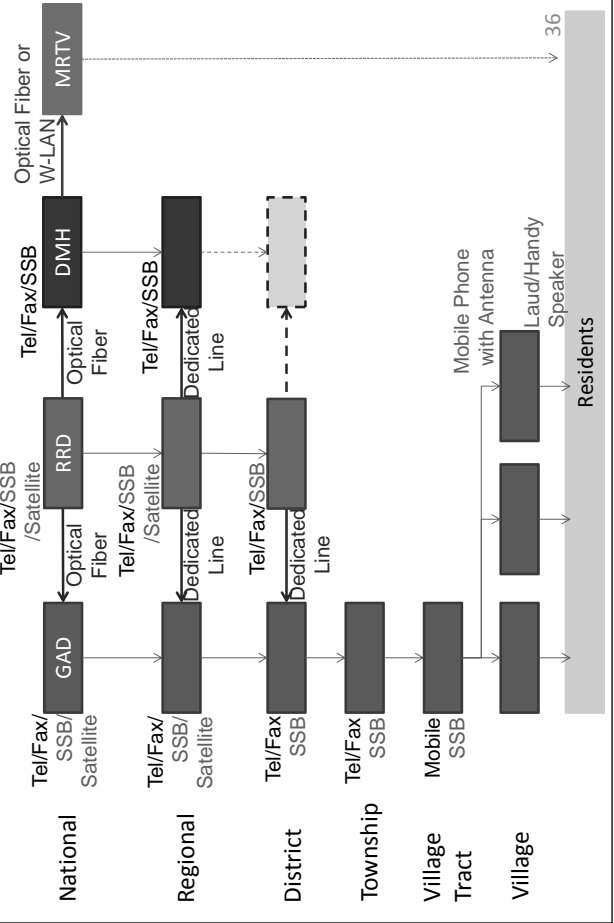 Optical Fiber or
W-LAN
Tel/Fax/SSB
/Satellite
Tel/Fax/SSB
GAD
RRD
DMH
MRTV
Optical
Fiber
Optical
Fiber
National
Tel/Fax/
SSB/
Satellite
Tel/Fax/SSB
/Satellite
Tel/Fax/SSB
Dedicated
Line
Dedicated
Line
Regional
Tel/Fax/
SSB/
Satellite
Tel/Fax/SSB
Dedicated
Line
District
Tel/Fax
SSB
Township
Tel/Fax
SSB
Village
Tract
Mobile
SSB
Mobile Phone
with Antenna
Village
Laud/Handy
Speaker
36
Residents